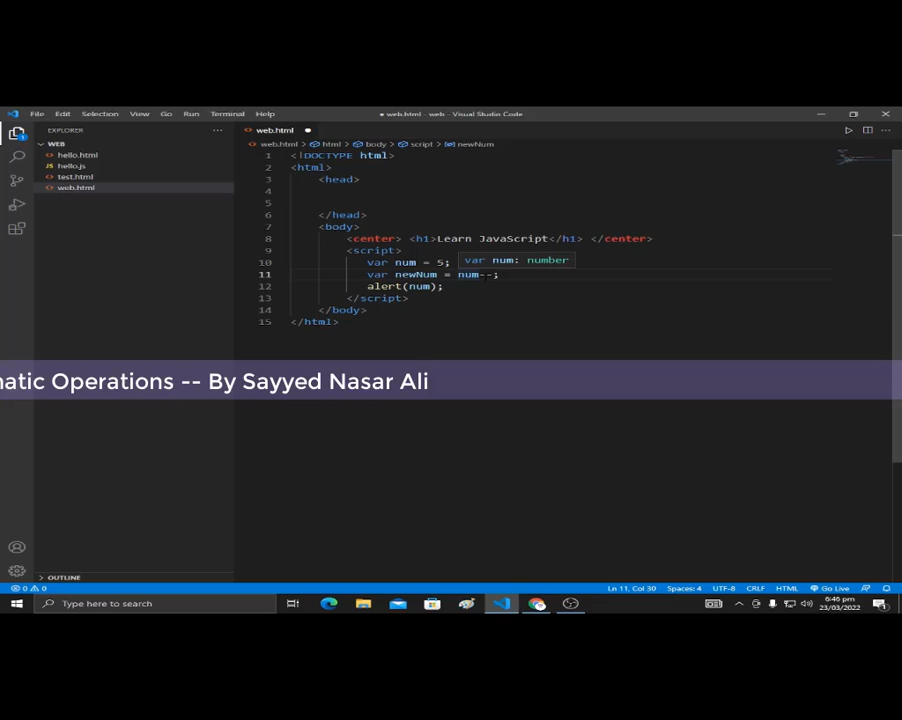 File Edit Selection View Go Run Terminal Help
● web.html - web - Visual Studio Code
EXPLORER ···
web.html ●
WEB
hello.html
hello.js
test.html
web.html
web.html > html > body > script > newNum
1 <!DOCTYPE html>
2 <html>
3 <head>
4
5
6 </head>
7 <body>
8 <center> <h1>Learn JavaScript</h1> </center>
9 <script>
10 var num = 5;
var num: number
11 var newNum = num--;
12 alert(num);
13 </script>
14 </body>
15 </html>
matic Operations -- By Sayyed Nasar Ali
OUTLINE
0 0
Ln 11, Col 30 Spaces: 4 UTF-8 CRLF HTML Go Live
Type here to search
6:46 pm
23/03/2022